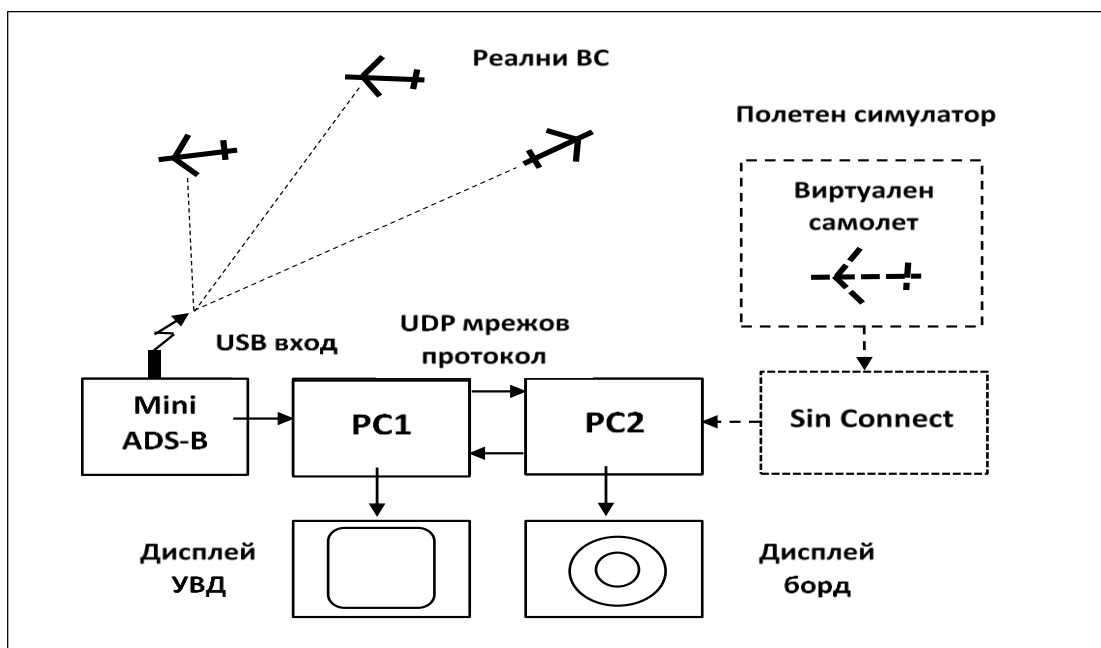 Реални ВС
Полетен симулатор
Виртуален
самолет
USB вход
UDP мрежов
протокол
Mini
ADS-B
PC1
PC2
Sin Connect
Дисплей
УВД
Дисплей
борд